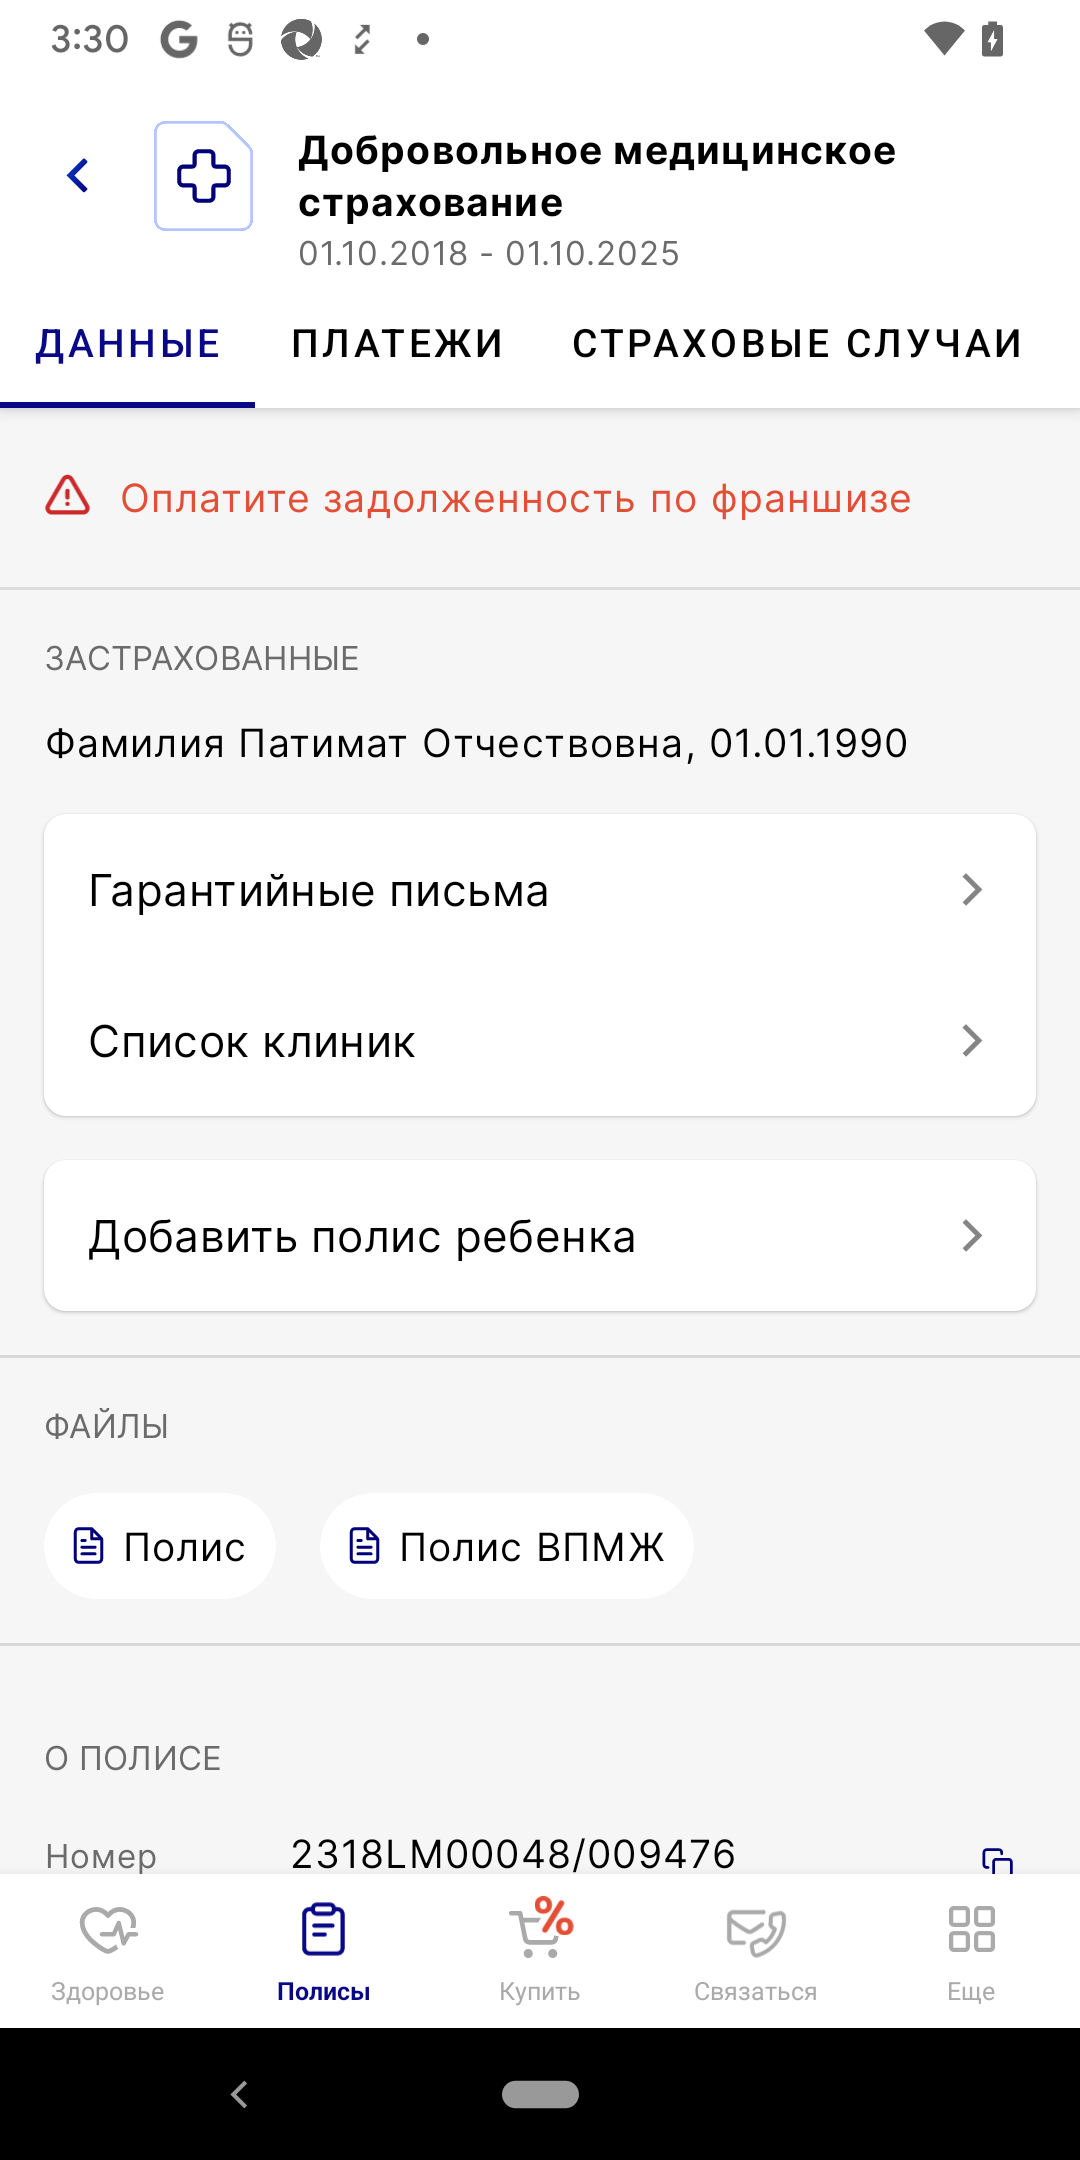 3:30
Добровольное медицинское
страхование
01.10.2018 - 01.10.2025
ДАННЫЕ ПЛАТЕЖИ СТРАХОВЫЕ СЛУЧАИ
Оплатите задолженность по франшизе
ЗАСТРАХОВАННЫЕ
Фамилия Патимат Отчествовна, 01.01.1990
Гарантийные письма
Список клиник
Добавить полис ребенка
ФАЙЛЫ
Полис Полис ВПМЖ
О ПОЛИСЕ
Номер 2318LM00048/009476
Здоровье Полисы Купить Связаться Еще